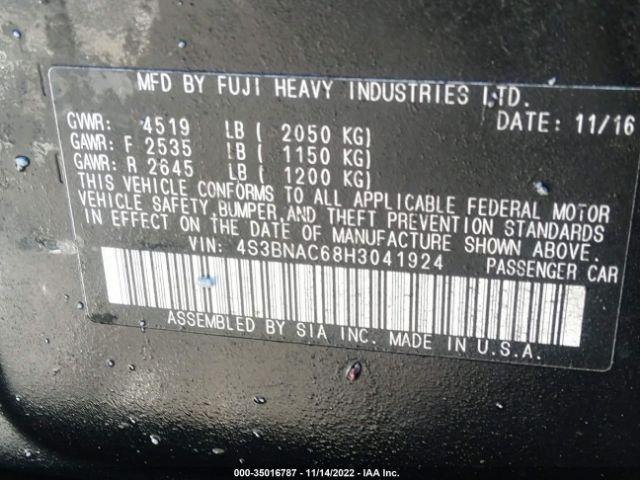 MFD BY FUJI HEAVY INDUSTRIES LTD.
DATE: 11/16
GVWR: 4519 LB ( 2050 KG)
GAWR: F 2535 LB ( 1150 KG)
GAWR: R 2645 LB ( 1200 KG)
THIS VEHICLE CONFORMS TO ALL APPLICABLE FEDERAL MOTOR
VEHICLE SAFETY, BUMPER, AND THEFT PREVENTION STANDARDS
IN EFFECT ON THE DATE OF MANUFACTURE SHOWN ABOVE.
VIN: 4S3BNAC68H3041924 PASSENGER CAR
ASSEMBLED BY SIA INC. MADE IN U.S.A.
000-35016787 - 11/14/2022 - IAA Inc.